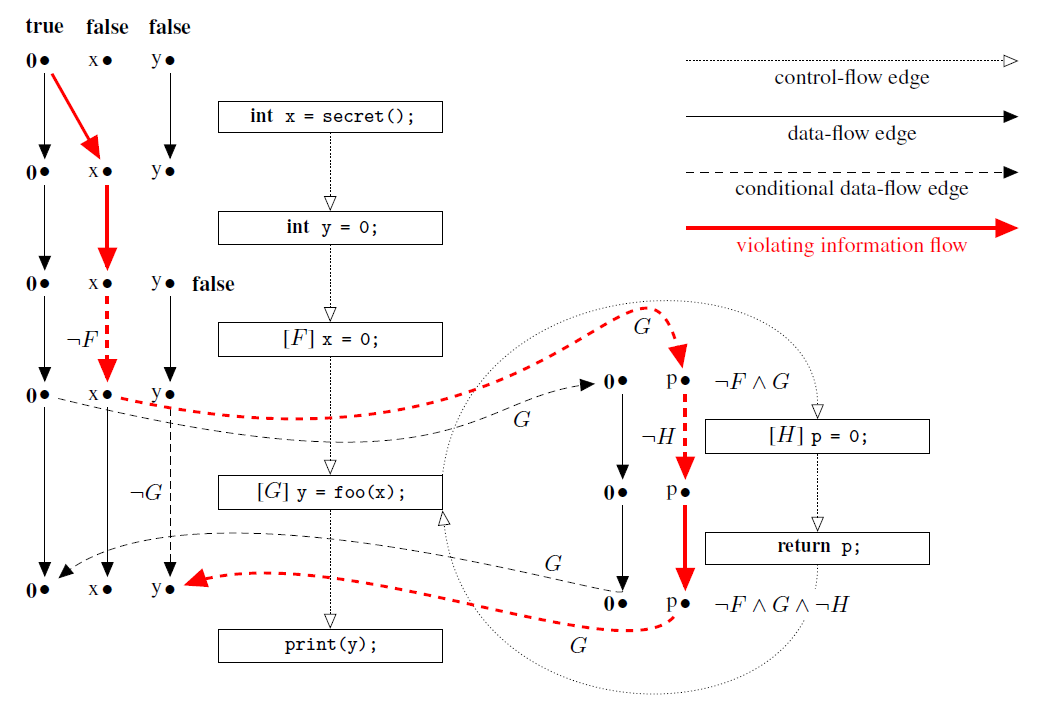 true false false
0 x y
control-flow edge
int x = secret();
data-flow edge
0 x y
conditional data-flow edge
int y = 0;
violating information flow
0 x y false
G
¬F
[F] x = 0;
0 p ¬F ∧ G
0 x y
G
¬H
[H] p = 0;
¬G
[G] y = foo(x);
0 p
return p;
G
0 x y
0 p ¬F ∧ G ∧ ¬H
G
print(y);